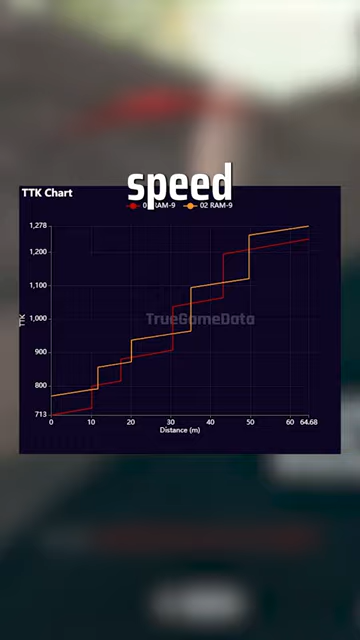 speed
TTK Chart
02 RAM-9
1,278
1,200
1,100
1,000
900
800
713
TTK
TrueGameData
0
10
20
30
40
50
60
64.68
Distance (m)